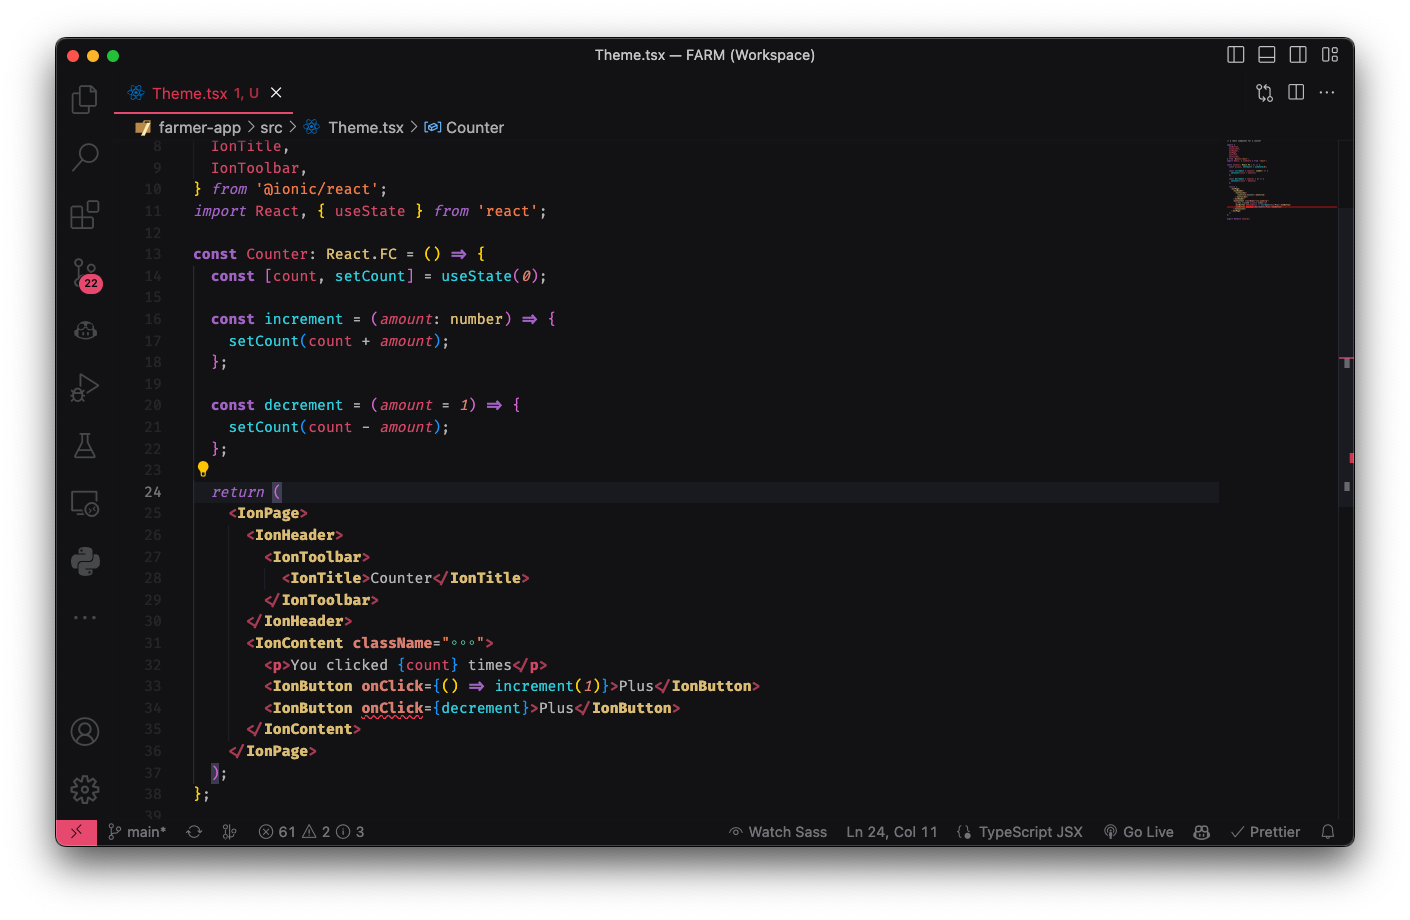 Theme.tsx — FARM (Workspace)
Theme.tsx 1, U
farmer-app > src > Theme.tsx > Counter
8 IonTitle,
9 IonToolbar,
10 } from '@ionic/react';
11 import React, { useState } from 'react';
12
13 const Counter: React.FC = () => {
14 const [count, setCount] = useState(0);
15
16 const increment = (amount: number) => {
17 setCount(count + amount);
18 };
19
20 const decrement = (amount = 1) => {
21 setCount(count - amount);
22 };
23
24 return (
25 <IonPage>
26 <IonHeader>
27 <IonToolbar>
28 <IonTitle>Counter</IonTitle>
29 </IonToolbar>
30 </IonHeader>
31 <IonContent className="∘∘∘">
32 <p>You clicked {count} times</p>
33 <IonButton onClick={() => increment(1)}>Plus</IonButton>
34 <IonButton onClick={decrement}>Plus</IonButton>
35 </IonContent>
36 </IonPage>
37 );
38 };
39
22
main* 61 2 3 Watch Sass Ln 24, Col 11 TypeScript JSX Go Live Prettier